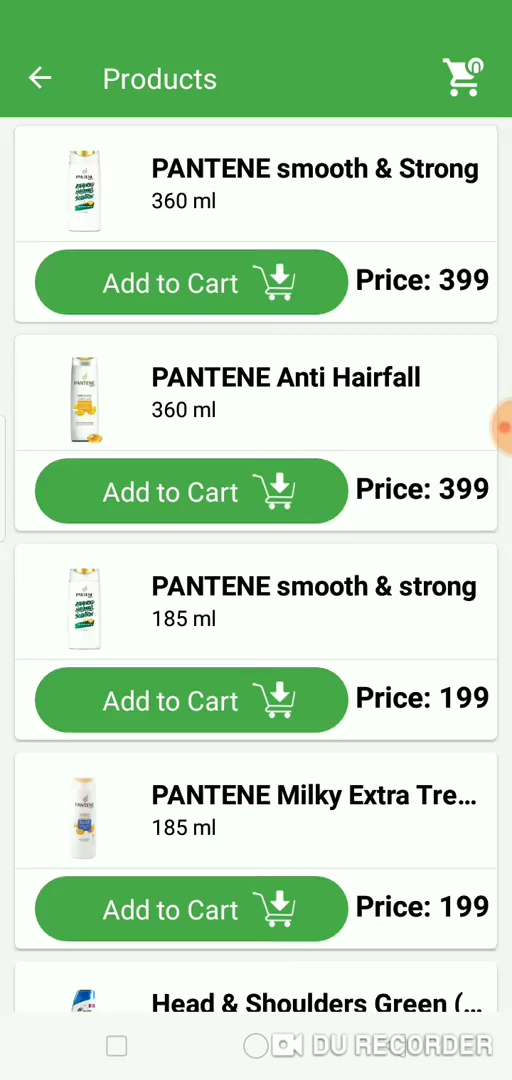 Products
0
PANTENE smooth & Strong
360 ml
Add to Cart
Price: 399
PANTENE Anti Hairfall
360 ml
Add to Cart
Price: 399
PANTENE smooth & strong
185 ml
Add to Cart
Price: 199
PANTENE Milky Extra Tre...
185 ml
Add to Cart
Price: 199
Head & Shoulders Green (...
DU RECORDER